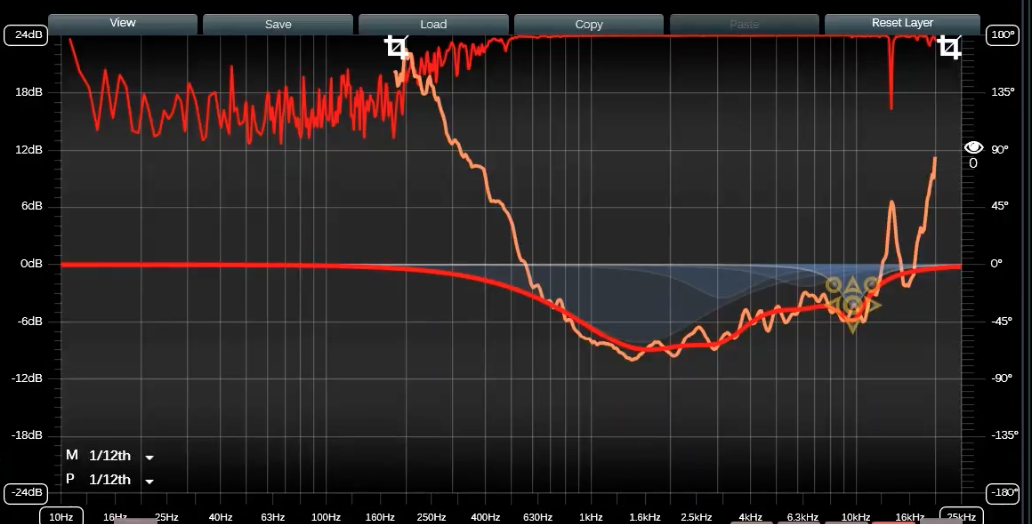 View Save Load Copy Paste Reset Layer
24dB 100°
18dB 135°
12dB 90°
0
6dB 45°
0dB 0°
-6dB -45°
-12dB -90°
-18dB -135°
M 1/12th
P 1/12th
-24dB -180°
10Hz 16Hz 25Hz 40Hz 63Hz 100Hz 160Hz 250Hz 400Hz 630Hz 1kHz 1.6kHz 2.5kHz 4kHz 6.3kHz 10kHz 16kHz 25kHz